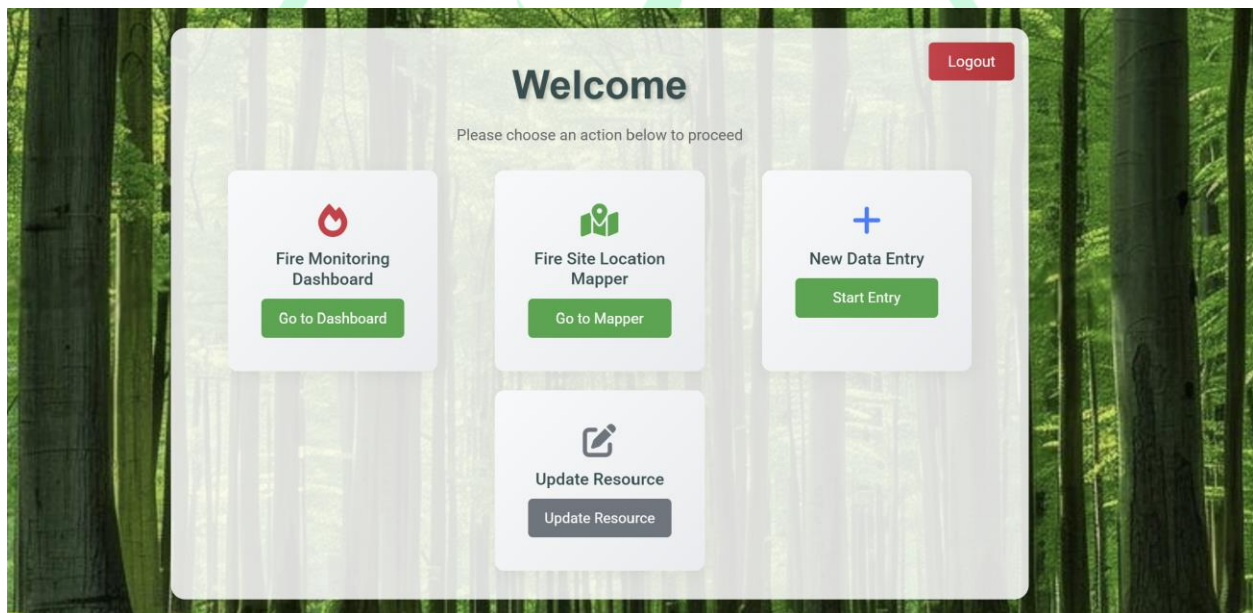 Logout
Welcome
Please choose an action below to proceed
Fire Monitoring
Dashboard
Go to Dashboard
Fire Site Location
Mapper
Go to Mapper
New Data Entry
Start Entry
Update Resource
Update Resource